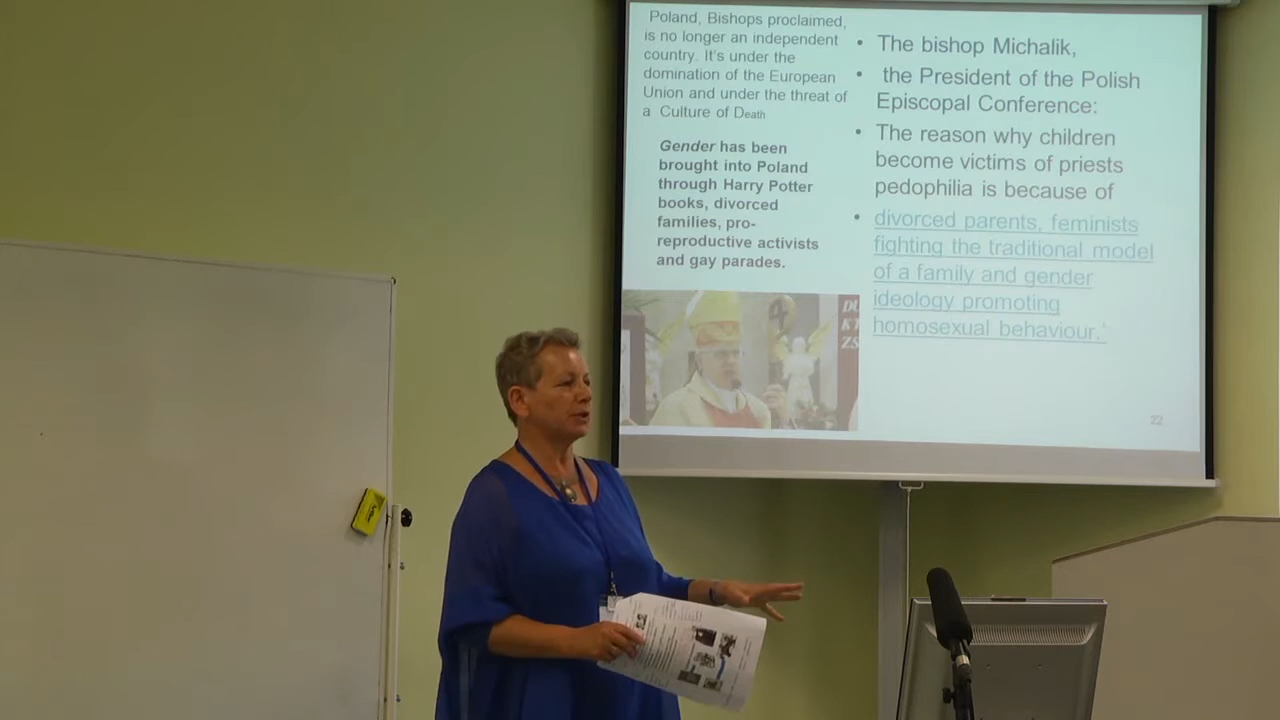 Poland, Bishops proclaimed,
is no longer an independent
country. It's under the
domination of the European
Union and under the threat of
a Culture of Death
Gender has been
brought into Poland
through Harry Potter
books, divorced
families, pro-
reproductive activists
and gay parades.
• The bishop Michalik,
• the President of the Polish
Episcopal Conference:
• The reason why children
become victims of priests
pedophilia is because of
• divorced parents, feminists
fighting the traditional model
of a family and gender
ideology promoting
homosexual behaviour.'
DU
KT
ZS
22